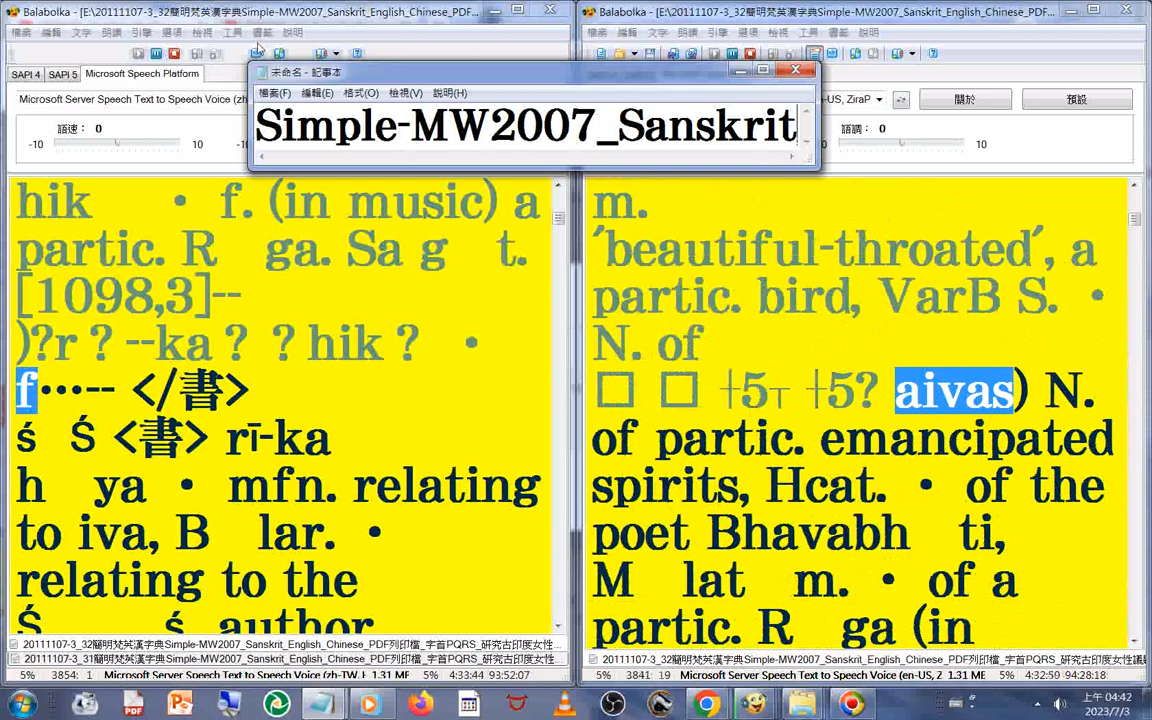 Balabolka - [E:\20111107-3_32簡明梵英漢字典Simple-MW2007_Sanskrit_English_Chinese_PDF...
檔案 編輯 文字 朗讀 引擎 選項 檢視 工具 書籤 說明
SAPI 4 SAPI 5 Microsoft Speech Platform
Microsoft Server Speech Text to Speech Voice (zh
語速： 0
-10 10 -10
hik • f. (in music) a
partic. R ga. Sa g t.
[1098,3]--
)?r ? --ka ? ? hik ? •
f…-- </書>
ś Ś <書> rī-ka
h ya • mfn. relating
to iva, B lar. •
relating to the
Ś ś author
20111107-3_32簡明梵英漢字典Simple-MW2007_Sanskrit_English_Chinese_PDF列印檔_字首PQRS_研究古印度女性...
20111107-3_31簡明梵英漢字典Simple-MW2007_Sanskrit_English_Chinese_PDF列印檔_字首PQRS_研究古印度女性...
5% 3854: 1 Microsoft Server Speech Text to Speech Voice (zh-TW, 1.31 MB 5% 4:33:44 93:52:07
未命名 - 記事本
檔案(F) 編輯(E) 格式(O) 檢視(V) 說明(H)
Simple-MW2007_Sanskrit
Balabolka - [E:\20111107-3_32簡明梵英漢字典Simple-MW2007_Sanskrit_English_Chinese_PDF...
檔案 編輯 文字 朗讀 引擎 選項 檢視 工具 書籤 說明
-US, ZiraP 關於 預設
語調： 0
10
m.
'beautiful-throated', a
partic. bird, VarB S. •
N. of
aivas) N.
of partic. emancipated
spirits, Hcat. • of the
poet Bhavabh ti,
M lat m. • of a
partic. R ga (in
20111107-3_32簡明梵英漢字典Simple-MW2007_Sanskrit_English_Chinese_PDF列印檔_字首PQRS_研究古印度女性議
5% 3841: 19 Microsoft Server Speech Text to Speech Voice (en-US, Z 1.31 MB 5% 4:32:59 94:28:18
上午 04:42
2023/7/3